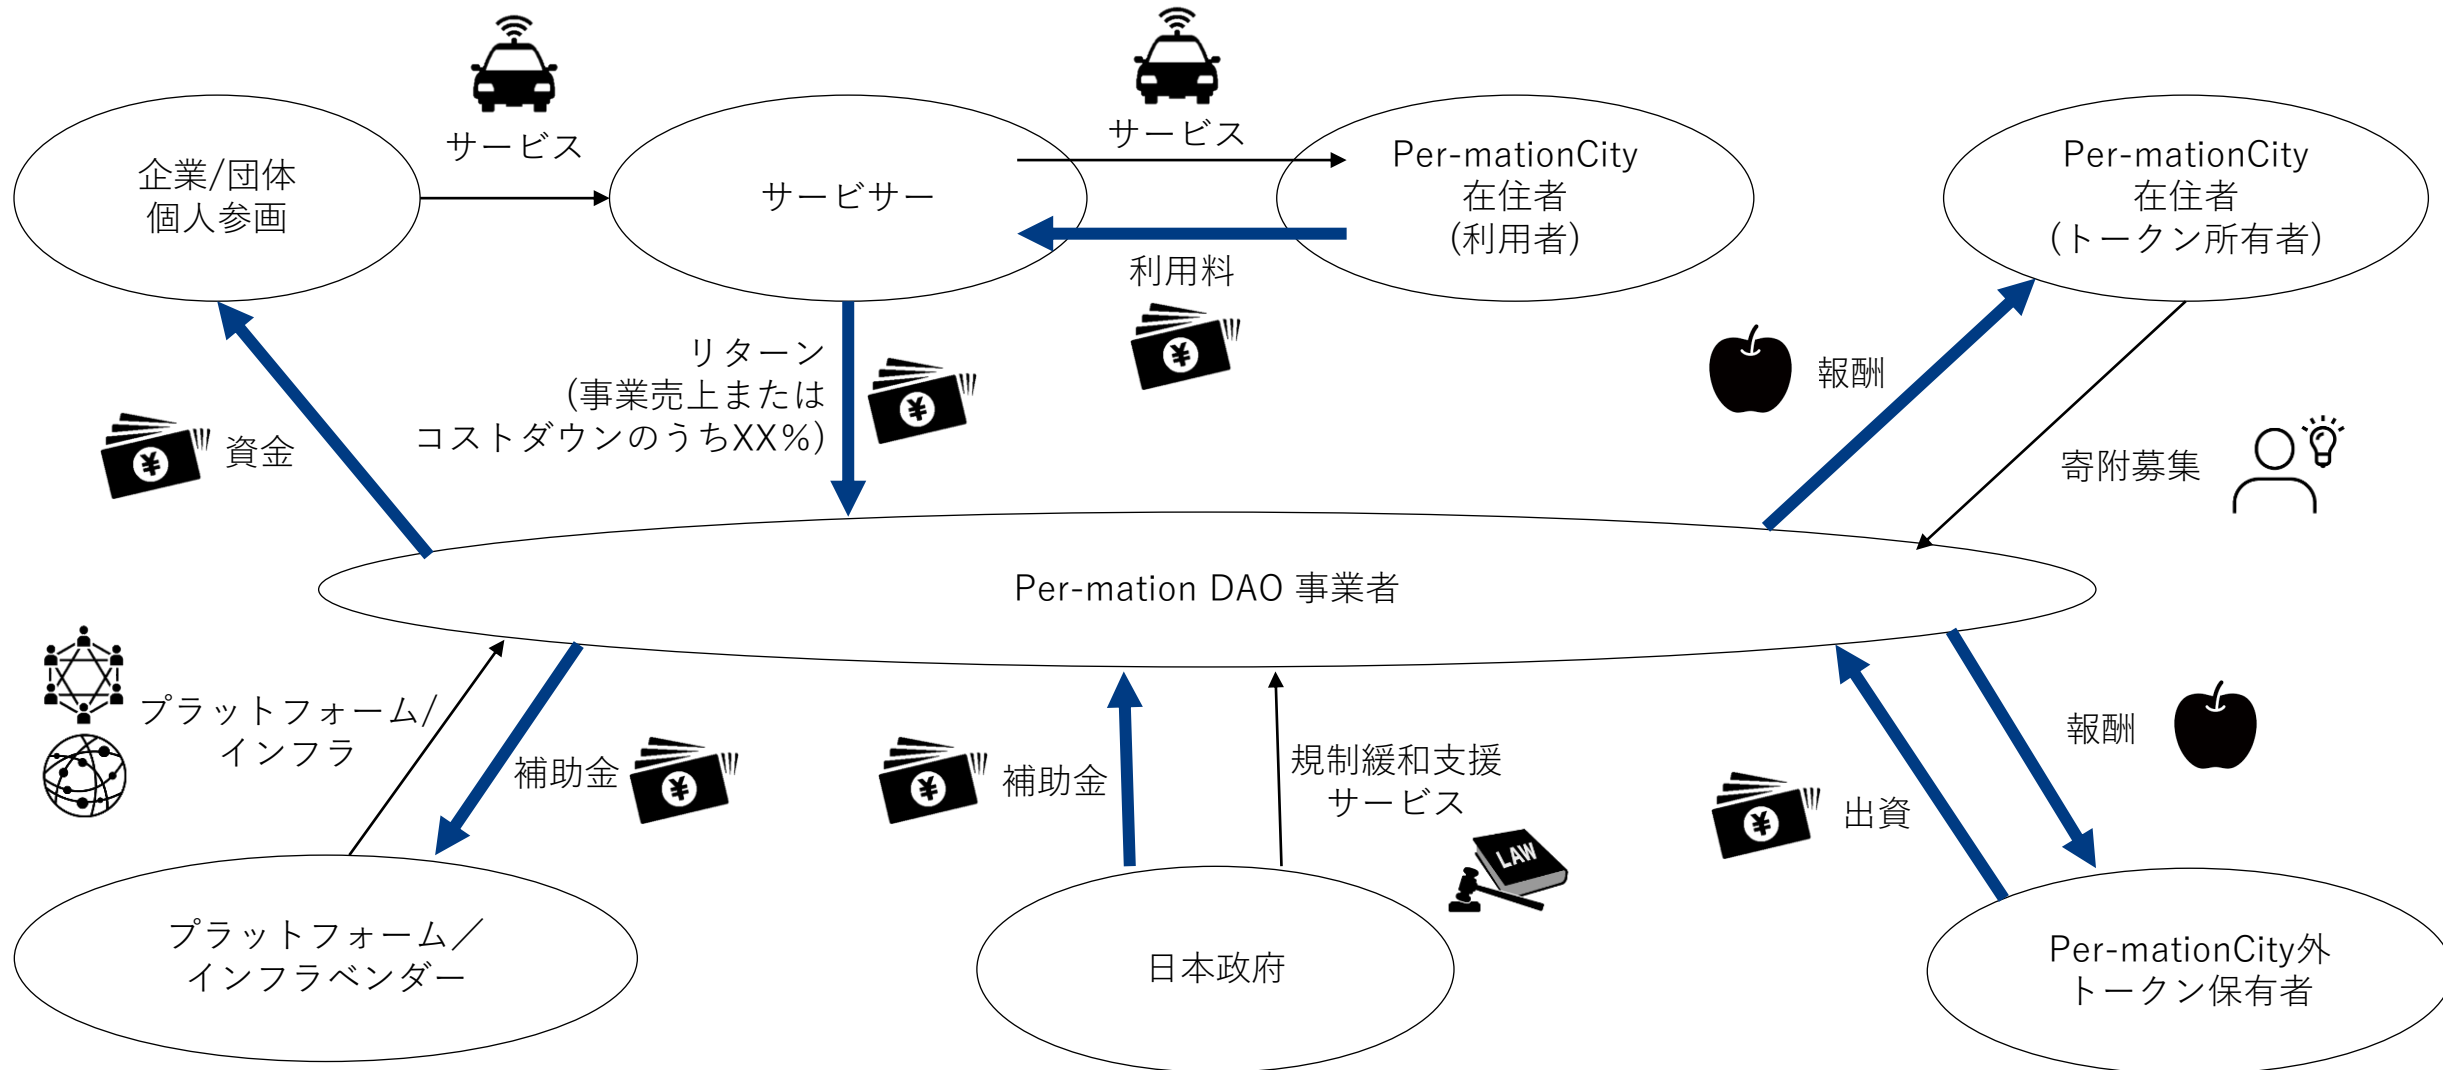 サービス
サービス
企業/団体
個人参画
サービサー
Per-mationCity
在住者
(利用者)
Per-mationCity
在住者
(トークン所有者)
利用料
リターン
(事業売上または
コストダウンのうちXX%)
資金
報酬
寄附募集
Per-mation DAO 事業者
プラットフォーム/
インフラ
補助金
補助金
規制緩和支援
サービス
LAW
出資
報酬
プラットフォーム／
インフラベンダー
日本政府
Per-mationCity外
トークン保有者